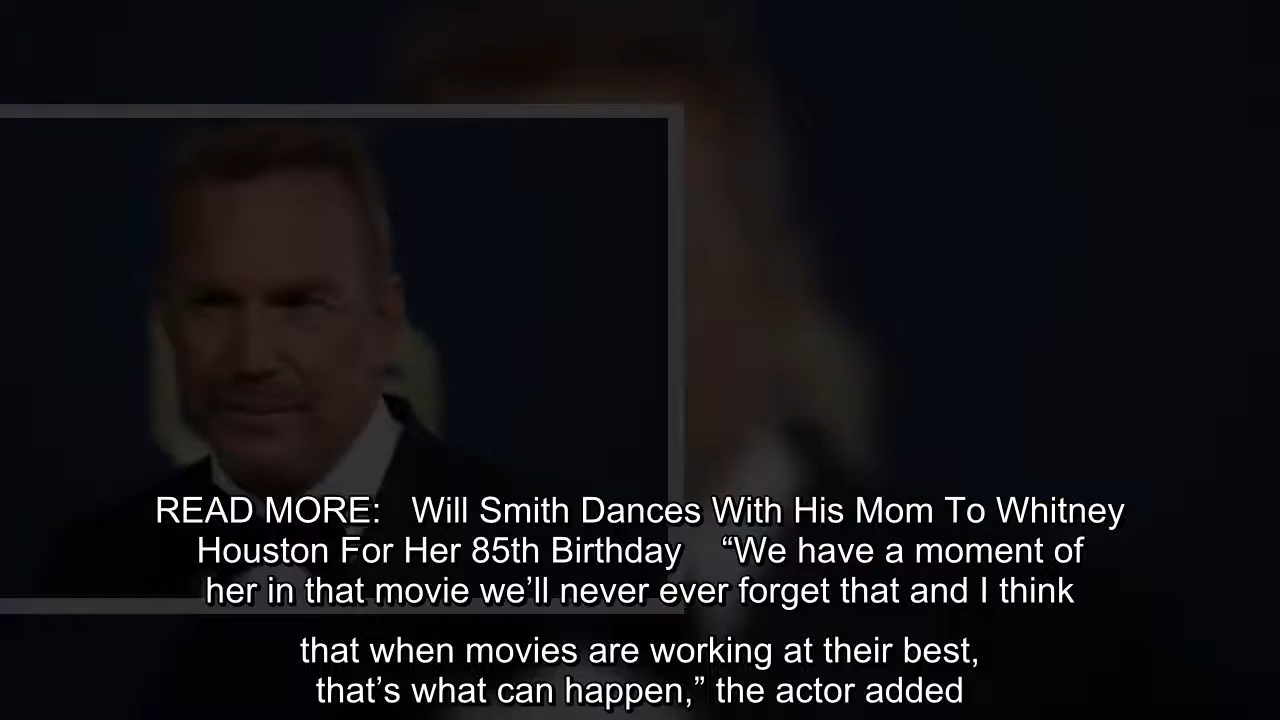 READ MORE:   Will Smith Dances With His Mom To Whitney
Houston For Her 85th Birthday    “We have a moment of
her in that movie we’ll never ever forget that and I think
that when movies are working at their best,
that’s what can happen,” the actor added